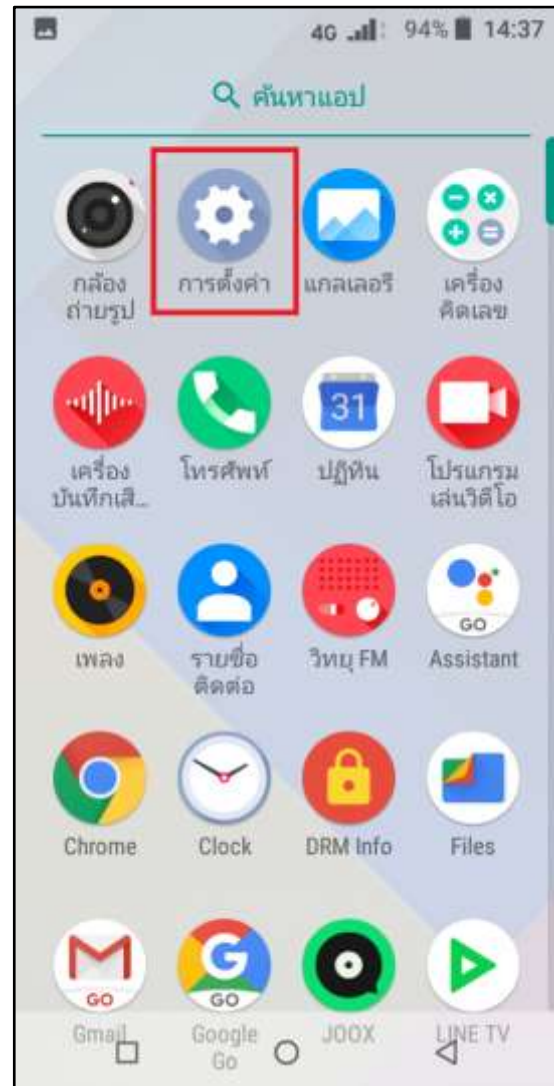 4G 94% 14:37
ค้นหาแอป
กล้อง
ถ่ายรูป
การตั้งค่า
แกลเลอรี
เครื่อง
คิดเลข
เครื่อง
บันทึกเสี...
โทรศัพท์
31
ปฏิทิน
โปรแกรม
เล่นวิดีโอ
เพลง
รายชื่อ
ติดต่อ
วิทยุ FM
GO
Assistant
Chrome
Clock
DRM Info
Files
GO
Gmail
GO
Google
Go
JOOX
LINE TV